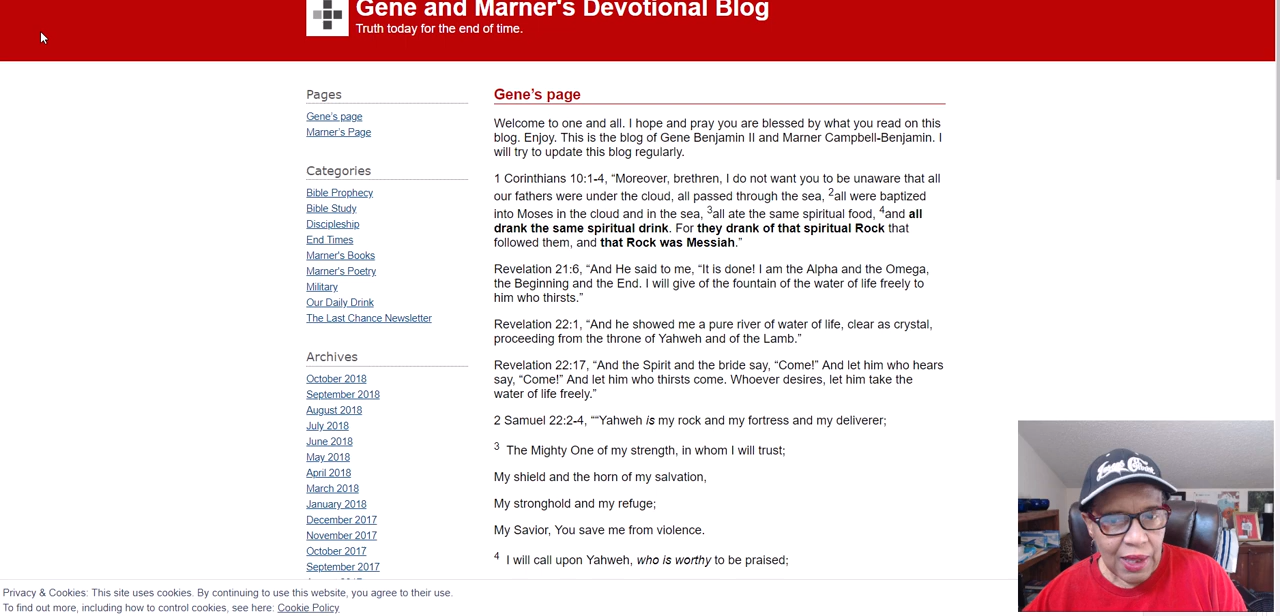 Gene and Marner's Devotional Blog
Truth today for the end of time.
Pages
Gene's page
Marner's Page
Categories
Bible Prophecy
Bible Study
Discipleship
End Times
Marner's Books
Marner's Poetry
Military
Our Daily Drink
The Last Chance Newsletter
Archives
October 2018
September 2018
August 2018
July 2018
June 2018
May 2018
April 2018
March 2018
January 2018
December 2017
November 2017
October 2017
September 2017
Gene's page
Welcome to one and all. I hope and pray you are blessed by what you read on this
blog. Enjoy. This is the blog of Gene Benjamin II and Marner Campbell-Benjamin. I
will try to update this blog regularly.
1 Corinthians 10:1-4, “Moreover, brethren, I do not want you to be unaware that all
our fathers were under the cloud, all passed through the sea, 2all were baptized
into Moses in the cloud and in the sea, 3all ate the same spiritual food, 4and all
drank the same spiritual drink. For they drank of that spiritual Rock that
followed them, and that Rock was Messiah.”
Revelation 21:6, “And He said to me, “It is done! I am the Alpha and the Omega,
the Beginning and the End. I will give of the fountain of the water of life freely to
him who thirsts.”
Revelation 22:1, “And he showed me a pure river of water of life, clear as crystal,
proceeding from the throne of Yahweh and of the Lamb.”
Revelation 22:17, “And the Spirit and the bride say, “Come!” And let him who hears
say, “Come!” And let him who thirsts come. Whoever desires, let him take the
water of life freely.”
2 Samuel 22:2-4, ““Yahweh is my rock and my fortress and my deliverer;
3 The Mighty One of my strength, in whom I will trust;
My shield and the horn of my salvation,
My stronghold and my refuge;
My Savior, You save me from violence.
4 I will call upon Yahweh, who is worthy to be praised;
Privacy & Cookies: This site uses cookies. By continuing to use this website, you agree to their use.
To find out more, including how to control cookies, see here: Cookie Policy